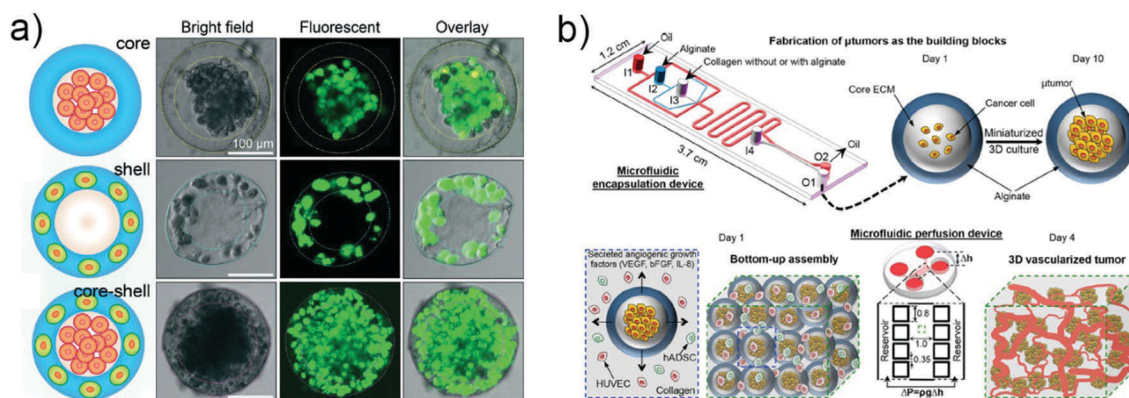 a)
Bright field
Fluorescent
Overlay
core
100 µm
shell
core-shell
b)
Fabrication of µtumors as the building blocks
1.2 cm
Oil
Alginate
Collagen without or with alginate
I1
I2
I3
I4
O2
Oil
O1
3.7 cm
Microfluidic
encapsulation device
Day 1
Day 10
Core ECM
Cancer cell
µtumor
Miniaturized
3D culture
Alginate
Secreted angiogenic growth
factors (VEGF, bFGF, IL-8)
hADSC
HUVEC
Collagen
Day 1
Bottom-up assembly
Microfluidic perfusion device
Δh
Reservoir
0.8
1.0
0.35
Reservoir
ΔP=ρgΔh
Day 4
3D vascularized tumor